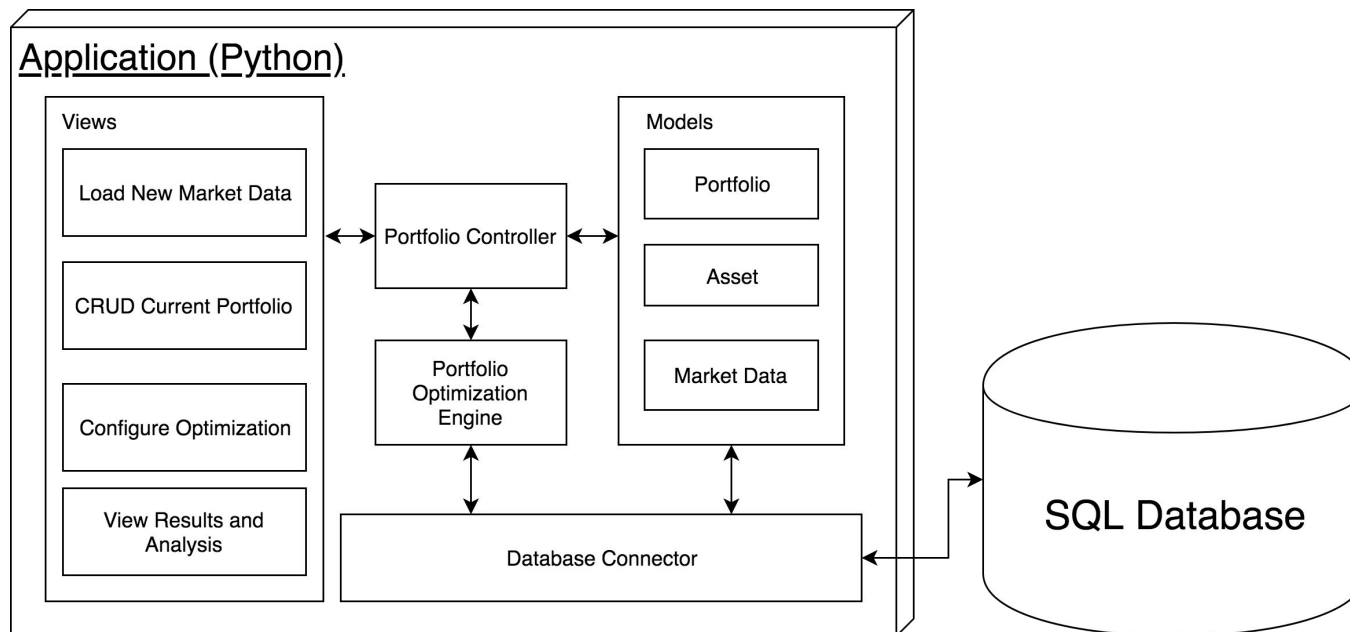 Application (Python)
Views
Load New Market Data
CRUD Current Portfolio
Configure Optimization
View Results and
Analysis
Portfolio Controller
Portfolio
Optimization
Engine
Models
Portfolio
Asset
Market Data
Database Connector
SQL Database